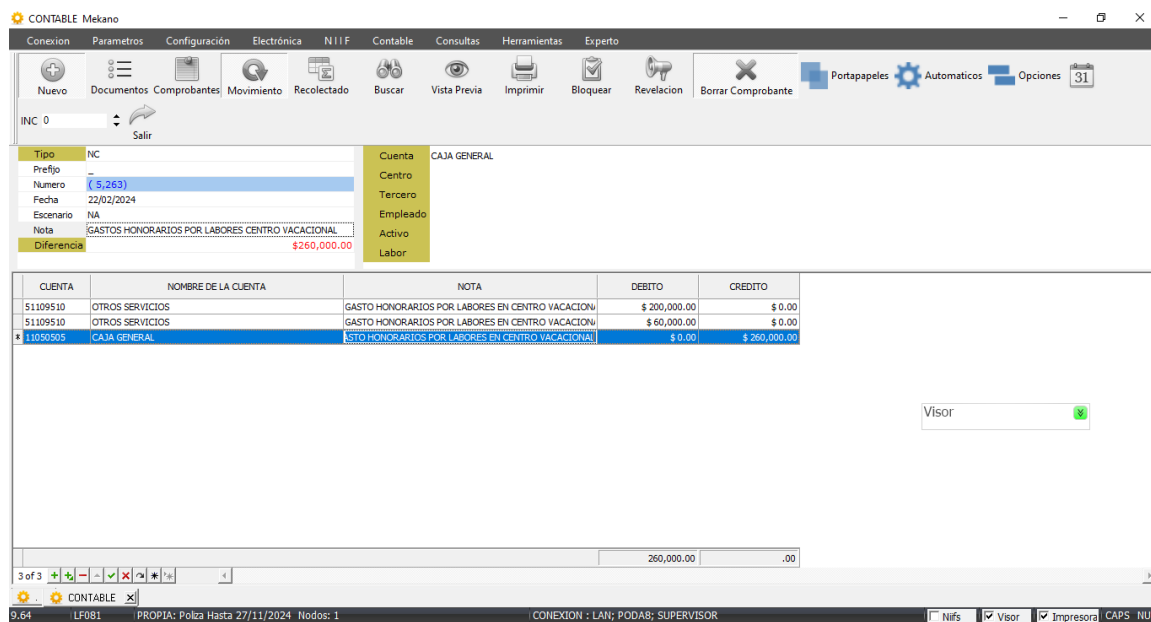 CONTABLE Mekano
Conexion Parametros Configuración Electrónica N I I F Contable Consultas Herramientas Experto
Nuevo Documentos Comprobantes Movimiento Recolectado Buscar Vista Previa Imprimir Bloquear Revelacion Borrar Comprobante Portapapeles Automaticos Opciones 31
INC 0 Salir
Tipo NC
Prefijo _
Numero ( 5,263)
Fecha 22/02/2024
Escenario NA
Nota GASTOS HONORARIOS POR LABORES CENTRO VACACIONAL
Diferencia $260,000.00
Cuenta CAJA GENERAL
Centro
Tercero
Empleado
Activo
Labor
CUENTA NOMBRE DE LA CUENTA NOTA DEBITO CREDITO
51109510 OTROS SERVICIOS GASTO HONORARIOS POR LABORES EN CENTRO VACACION $ 200,000.00 $ 0.00
51109510 OTROS SERVICIOS GASTO HONORARIOS POR LABORES EN CENTRO VACACION $ 60,000.00 $ 0.00
* 11050505 CAJA GENERAL ASTO HONORARIOS POR LABORES EN CENTRO VACACIONAL $ 0.00 $ 260,000.00
Visor
260,000.00 .00
3 of 3
. CONTABLE
9.64 LF081 PROPIA: Poliza Hasta 27/11/2024 Nodos: 1 CONEXION : LAN; PODA8; SUPERVISOR Niifs Visor Impresora CAPS NU